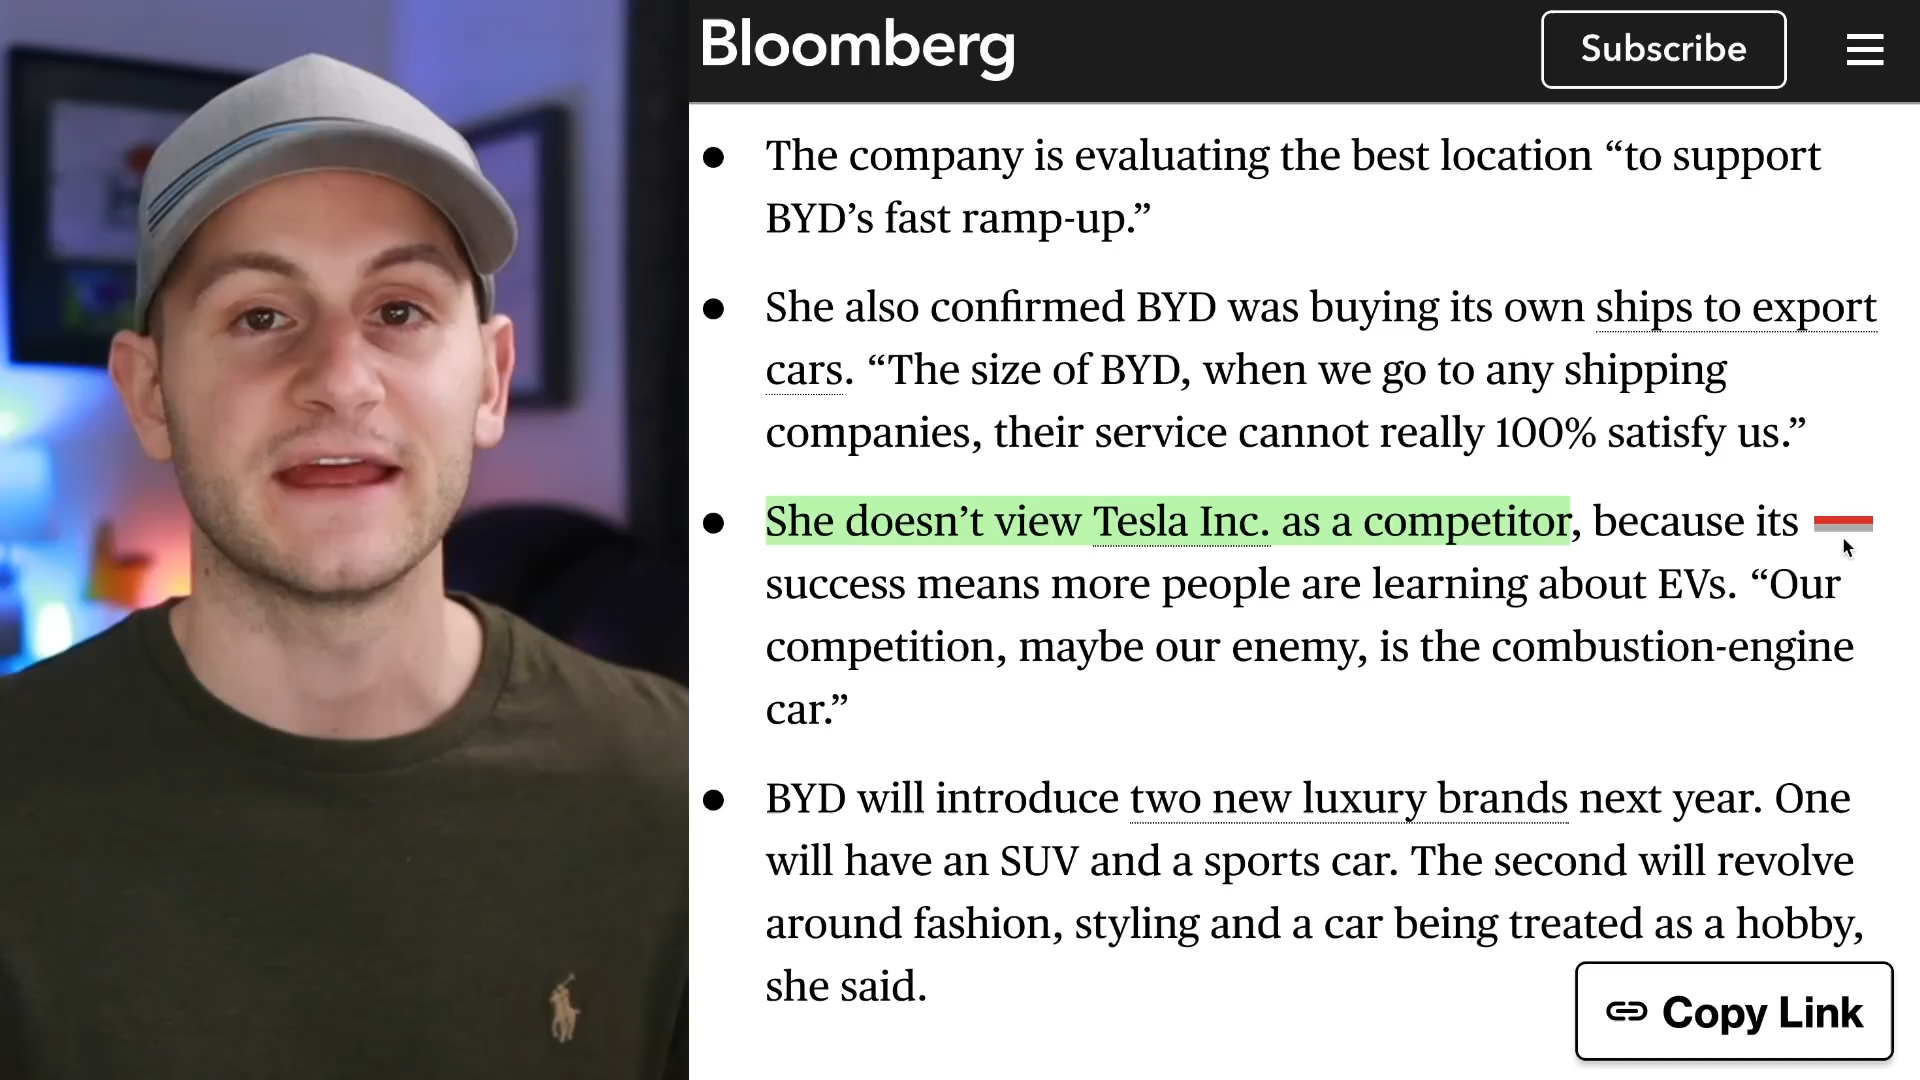 Bloomberg
Subscribe
● The company is evaluating the best location “to support
BYD’s fast ramp-up.”
● She also confirmed BYD was buying its own ships to export
cars. “The size of BYD, when we go to any shipping
companies, their service cannot really 100% satisfy us.”
● She doesn’t view Tesla Inc. as a competitor, because its
success means more people are learning about EVs. “Our
competition, maybe our enemy, is the combustion-engine
car.”
● BYD will introduce two new luxury brands next year. One
will have an SUV and a sports car. The second will revolve
around fashion, styling and a car being treated as a hobby,
she said.
Copy Link